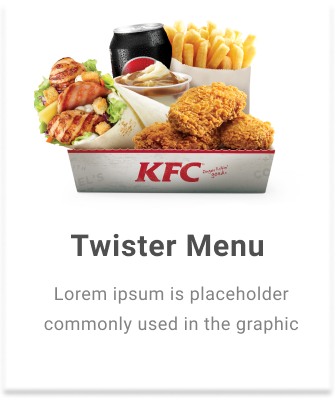 KFC
Twister Menu
Lorem ipsum is placeholder
commonly used in the graphic